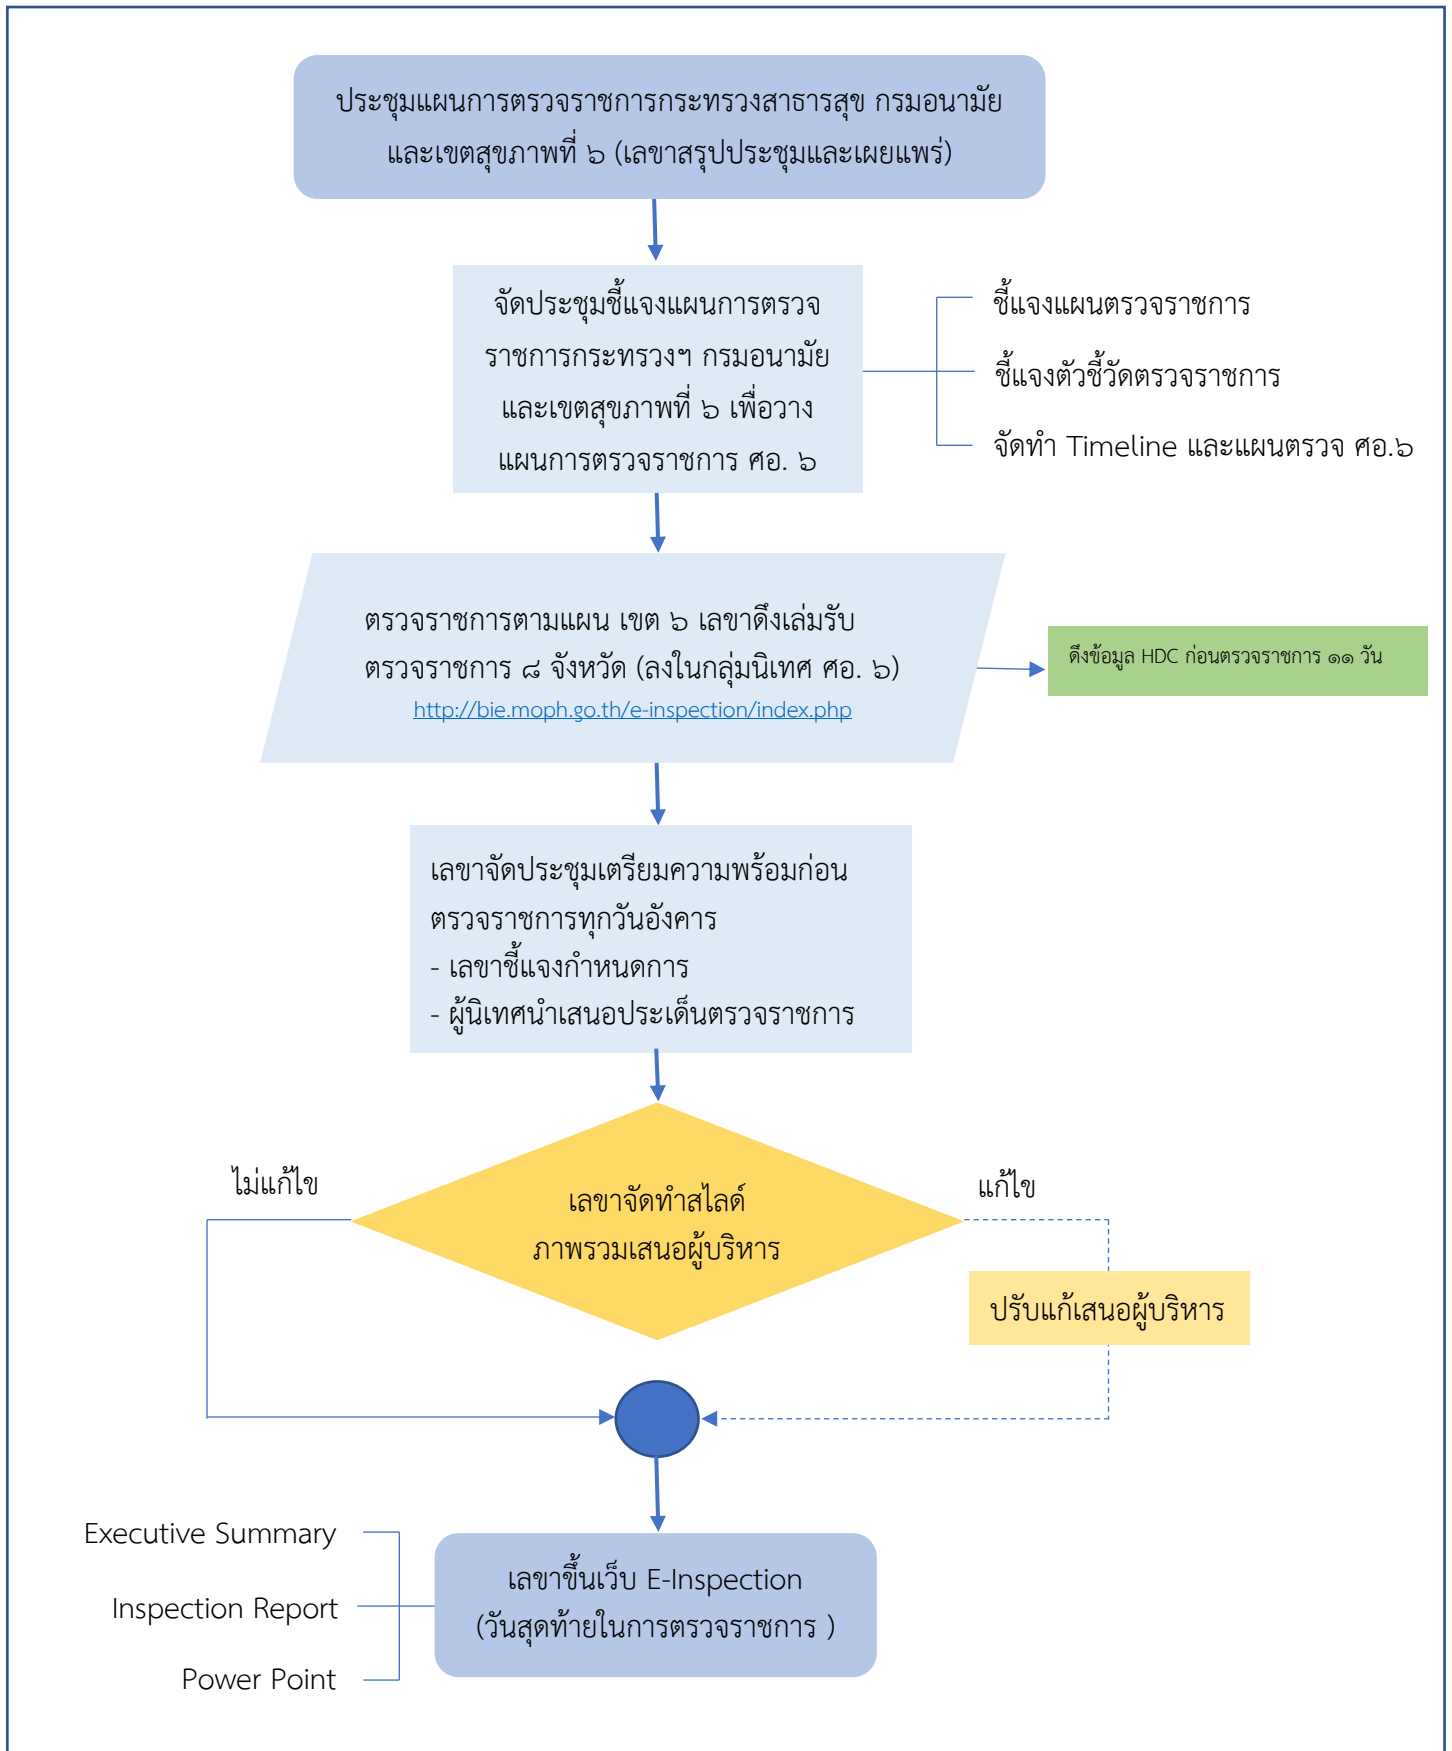 ประชุมแผนการตรวจราชการกระทรวงสาธารสุข กรมอนามัย
และเขตสุขภาพที่ ๖ (เลขาสรุปประชุมและเผยแพร่)
จัดประชุมชี้แจงแผนการตรวจ
ราชการกระทรวงฯ กรมอนามัย
และเขตสุขภาพที่ ๖ เพื่อวาง
แผนการตรวจราชการ ศอ. ๖
ชี้แจงแผนตรวจราชการ
ชี้แจงตัวชี้วัดตรวจราชการ
จัดทำ Timeline และแผนตรวจ ศอ.๖
ตรวจราชการตามแผน เขต ๖ เลขาดึงเล่มรับ
ตรวจราชการ ๘ จังหวัด (ลงในกลุ่มนิเทศ ศอ. ๖)
http://bie.moph.go.th/e-inspection/index.php
ดึงข้อมูล HDC ก่อนตรวจราชการ ๑๑ วัน
เลขาจัดประชุมเตรียมความพร้อมก่อน
ตรวจราชการทุกวันอังคาร
- เลขาชี้แจงกำหนดการ
- ผู้นิเทศนำเสนอประเด็นตรวจราชการ
ไม่แก้ไข
แก้ไข
เลขาจัดทำสไลด์
ภาพรวมเสนอผู้บริหาร
ปรับแก้เสนอผู้บริหาร
Executive Summary
Inspection Report
Power Point
เลขาขึ้นเว็บ E-Inspection
(วันสุดท้ายในการตรวจราชการ )